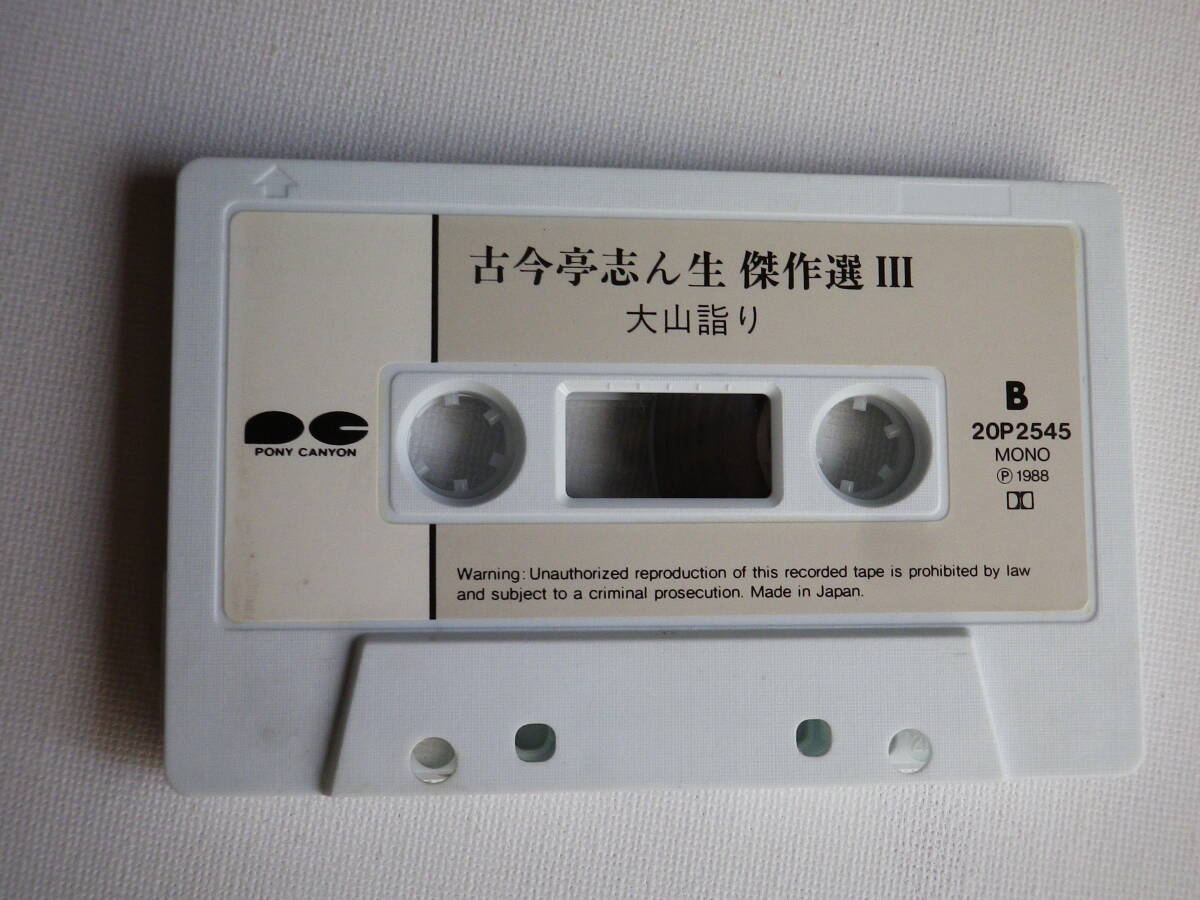 古今亭志ん生 傑作選 III
大山詣り
PONY CANYON
B
20P2545
MONO
Ⓟ 1988
Warning: Unauthorized reproduction of this recorded tape is prohibited by law
and subject to a criminal prosecution. Made in Japan.